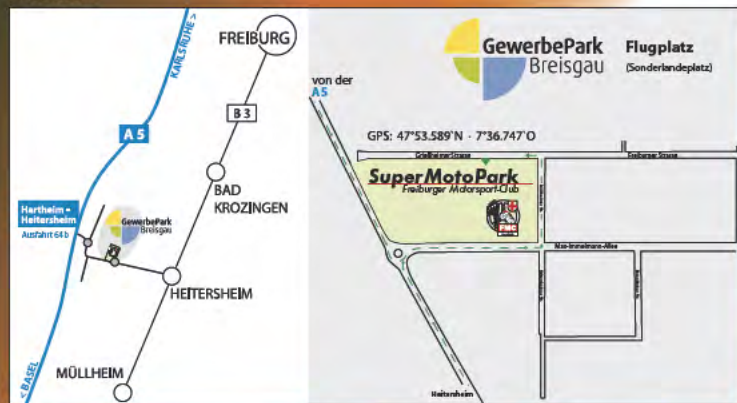 KARLSRUHE >
FREIBURG
B 3
A 5
BAD
KROZINGEN
Hartheim -
Heitersheim
Ausfahrt 64b
GewerbePark
Breisgau
HEITERSHEIM
MÜLLHEIM
< BASEL
GewerbePark
Breisgau
Flugplatz
(Sonderlandeplatz)
von der
A 5
GPS: 47°53.589`N · 7°36.747`O
Grießheimer Strasse
Freiburger Strasse
SuperMotoPark
Freiburger Motorsport-Club
FMC
Max-Immelmann-Allee
Heitersheim